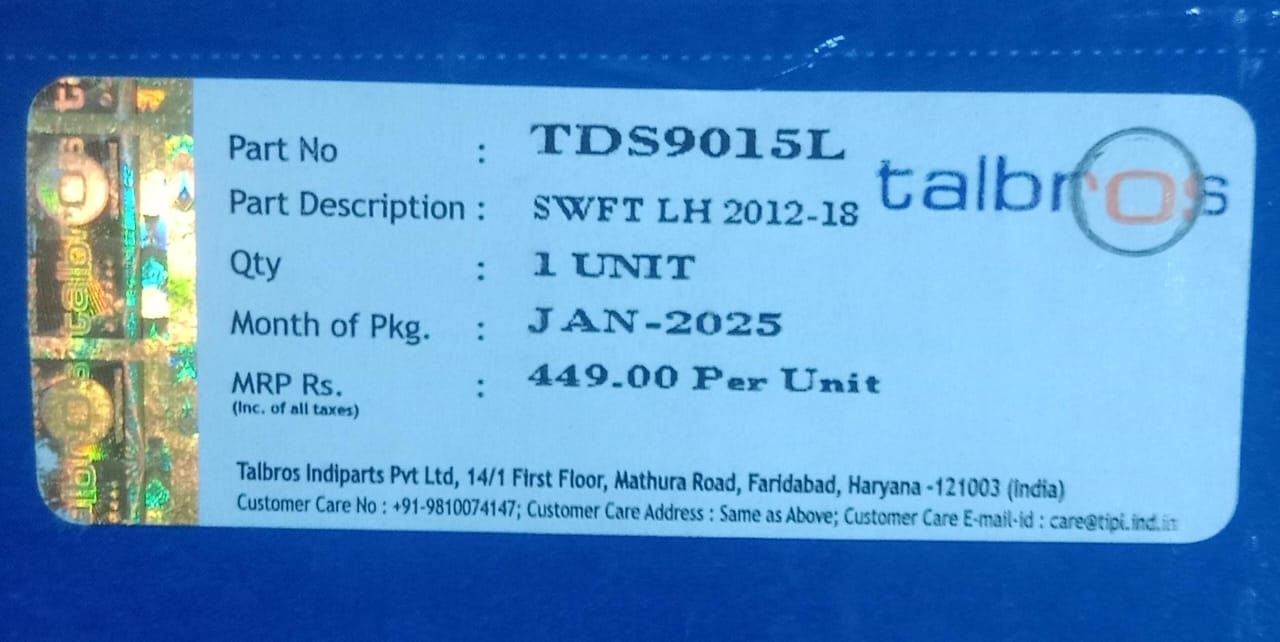 Part No : TDS9015L
talbros
Part Description : SWFT LH 2012-18
Qty : 1 UNIT
Month of Pkg. : JAN-2025
MRP Rs. : 449.00 Per Unit
(Inc. of all taxes)
Talbros Indiparts Pvt Ltd, 14/1 First Floor, Mathura Road, Faridabad, Haryana -121003 (India)
Customer Care No : +91-9810074147; Customer Care Address : Same as Above; Customer Care E-mail-id : care@tipl.ind.in
talbros